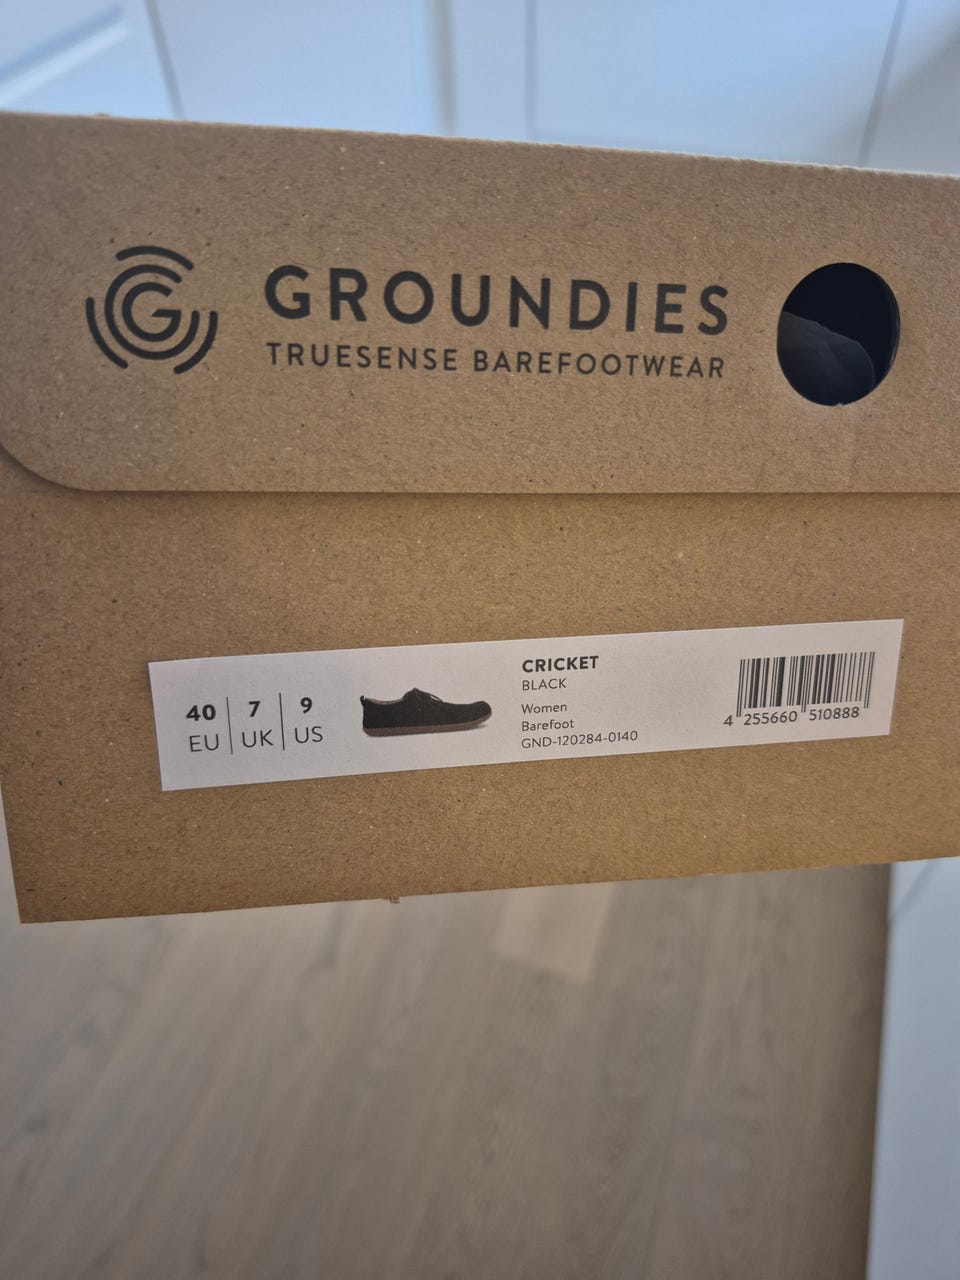 G GROUNDIES
TRUESENSE BAREFOOTWEAR
40 7 9
EU UK US
CRICKET
BLACK
Women
Barefoot
GND-120284-0140
4 255660 510888